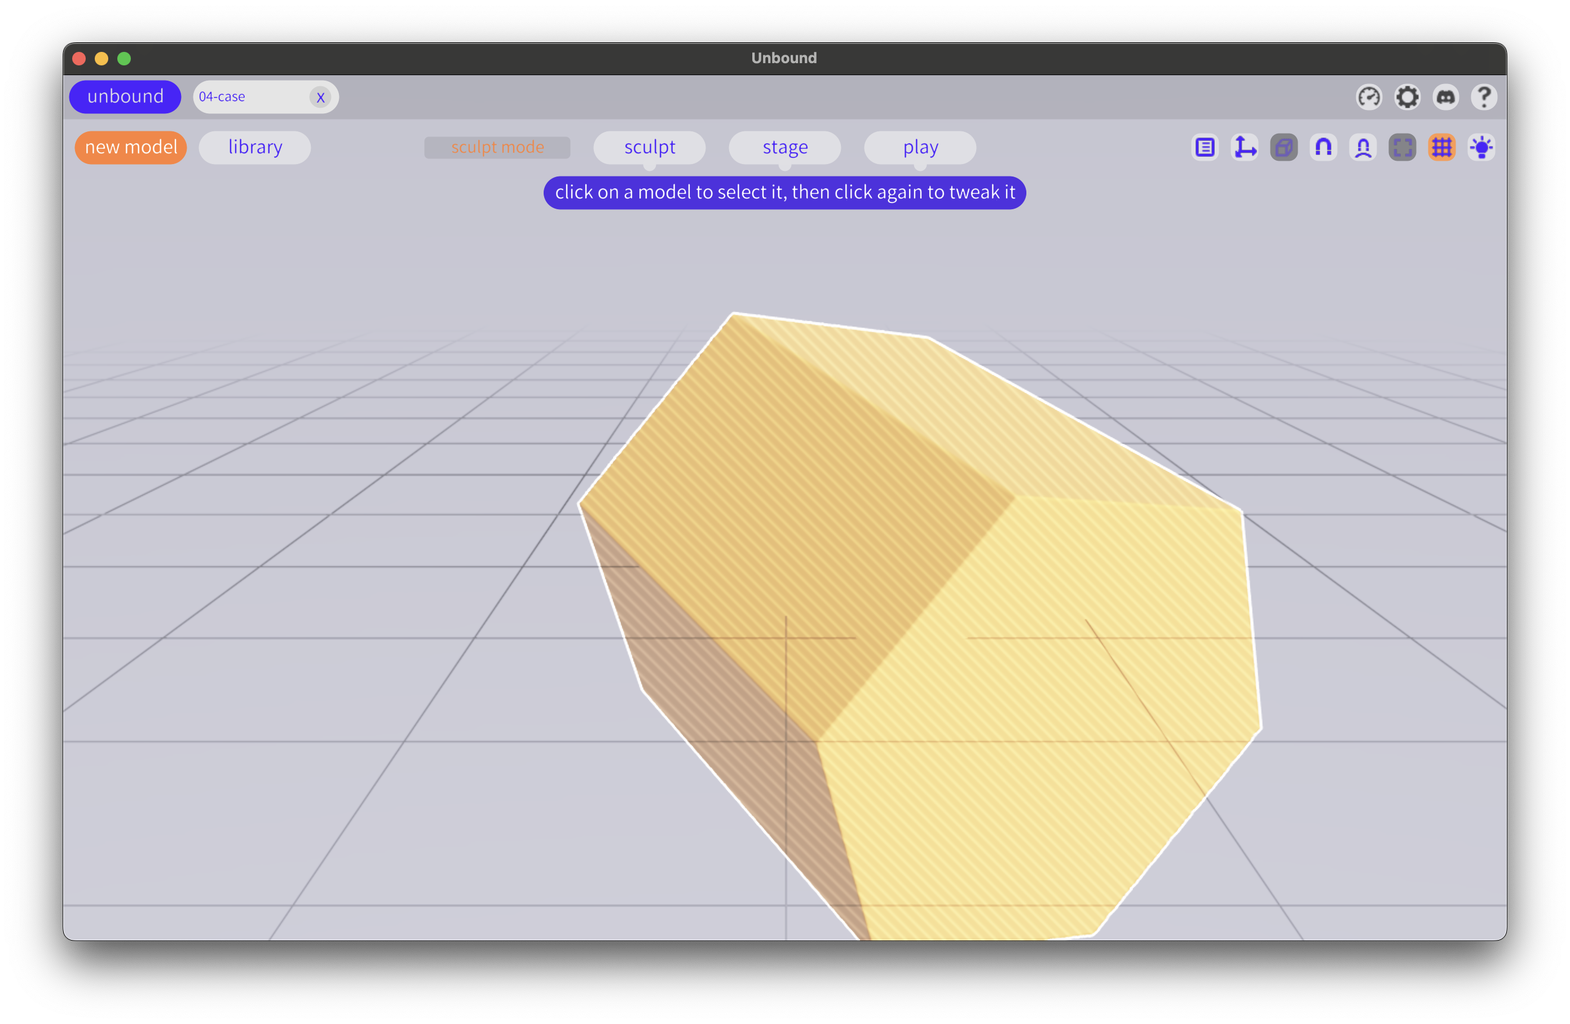 Unbound
unbound
04-case
X
?
new model
library
sculpt mode
sculpt
stage
play
click on a model to select it, then click again to tweak it